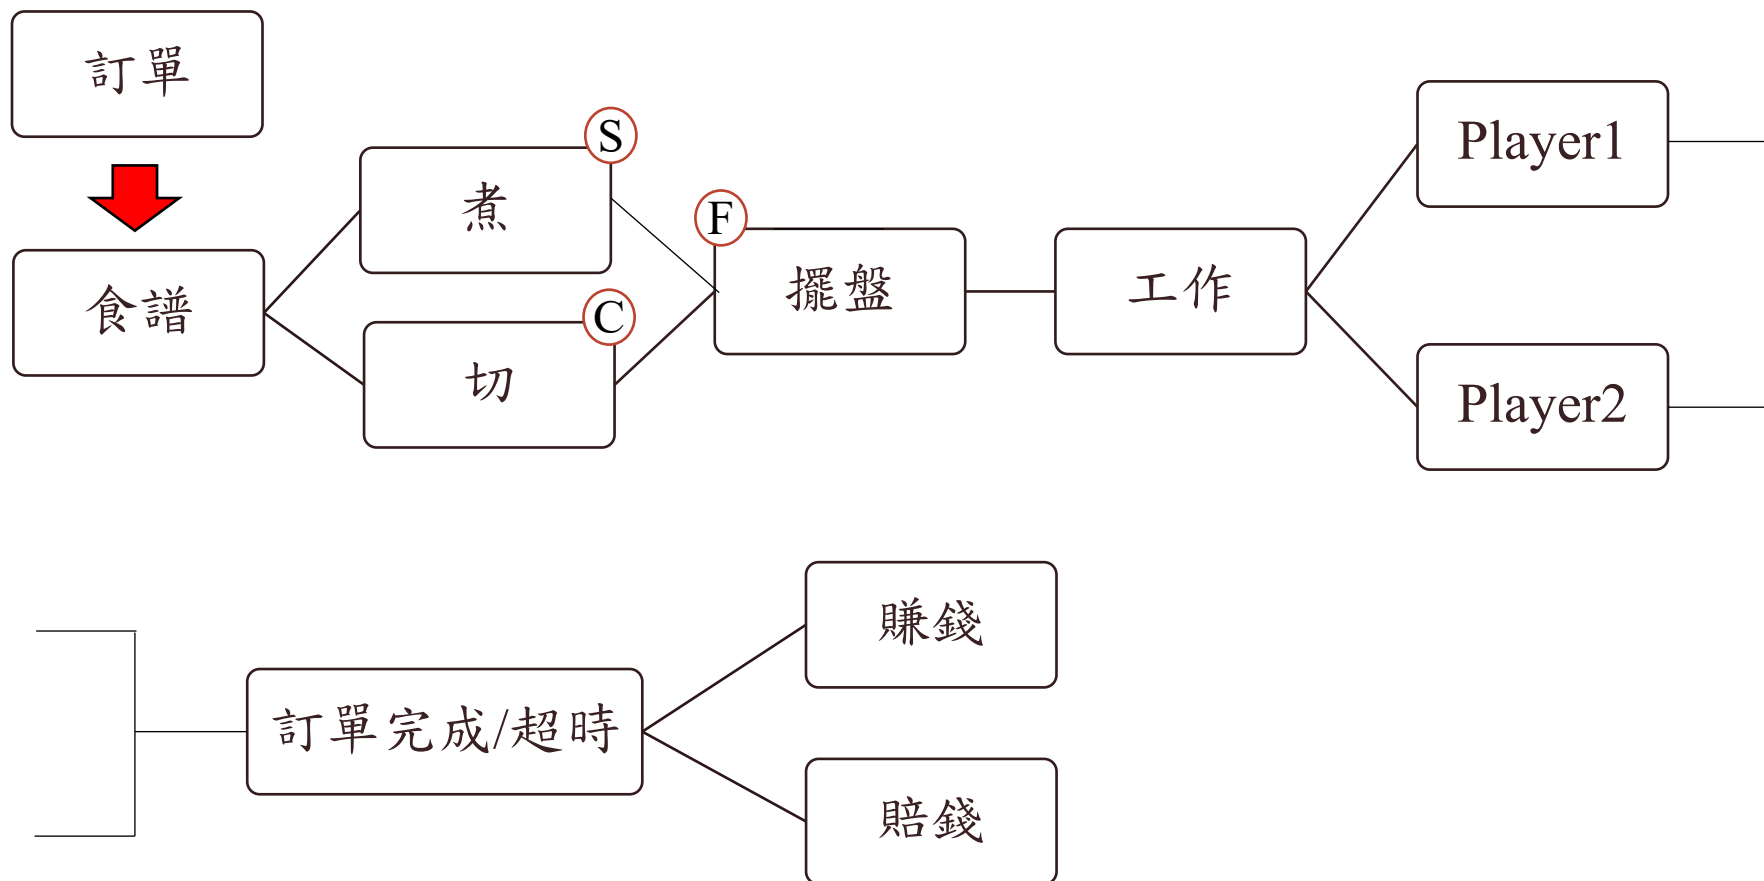 訂單
食譜
S
煮
C
切
F
擺盤
工作
Player1
Player2
訂單完成/超時
賺錢
賠錢